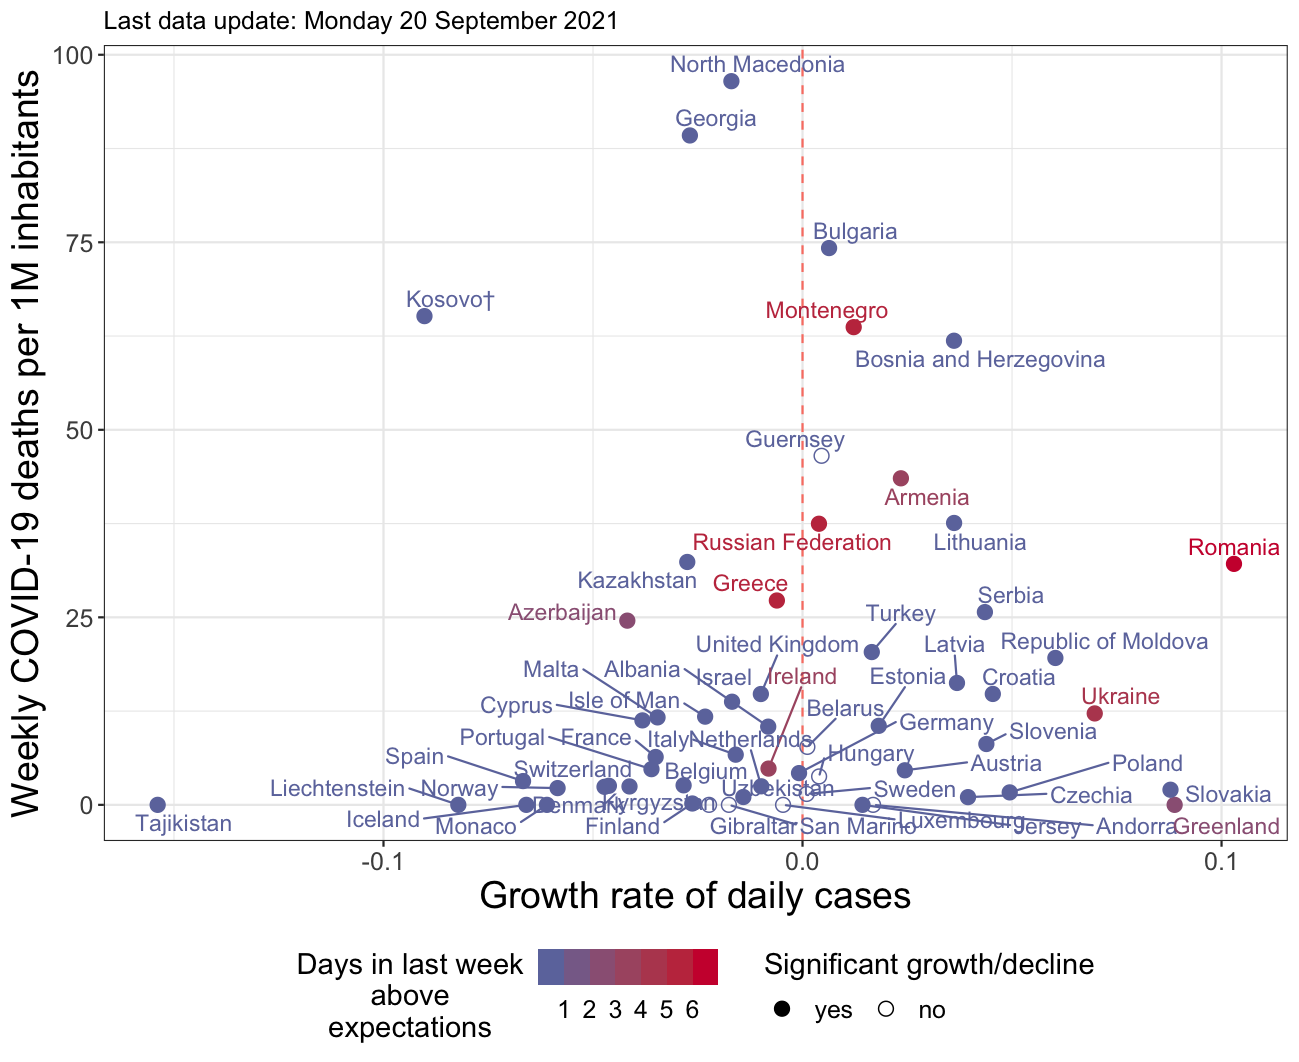 Last data update: Monday 20 September 2021
Weekly COVID-19 deaths per 1M inhabitants
100
North Macedonia
Georgia
75
Bulgaria
Kosovo†
Montenegro
Bosnia and Herzegovina
50
Guernsey
Armenia
Russian Federation
Lithuania
Romania
Kazakhstan
Greece
Azerbaijan
25
Serbia
Turkey
United Kingdom
Latvia
Republic of Moldova
Malta
Albania
Israel
Ireland
Estonia
Croatia
Ukraine
Cyprus
Isle of Man
Belarus
Germany
Slovenia
Portugal
France
Italy
Netherlands
Hungary
Spain
Switzerland
Belgium
Austria
Poland
Liechtenstein
Norway
Denmark
Kyrgyzstan
Uzbekistan
Sweden
Czechia
Slovakia
0
Tajikistan
Iceland
Monaco
Finland
Gibraltar
San Marino
Luxembourg
Jersey
Andorra
Greenland
-0.1
0.0
0.1
Growth rate of daily cases
Days in last week
above
expectations
1 2 3 4 5 6
Significant growth/decline
yes
no